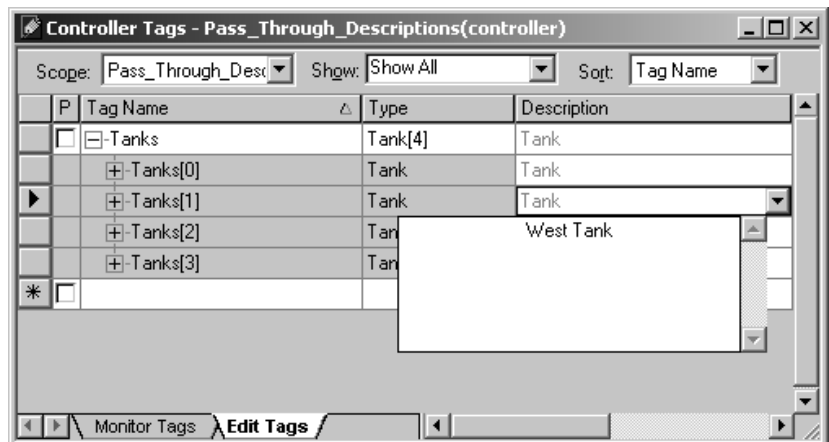 Controller Tags - Pass_Through_Descriptions(controller)
Scope: Pass_Through_Desc Show: Show All Sort: Tag Name
P Tag Name Type Description
Tanks Tank[4] Tank
Tanks[0] Tank Tank
Tanks[1] Tank Tank
Tanks[2] Tan West Tank
Tanks[3] Tan
Monitor Tags Edit Tags